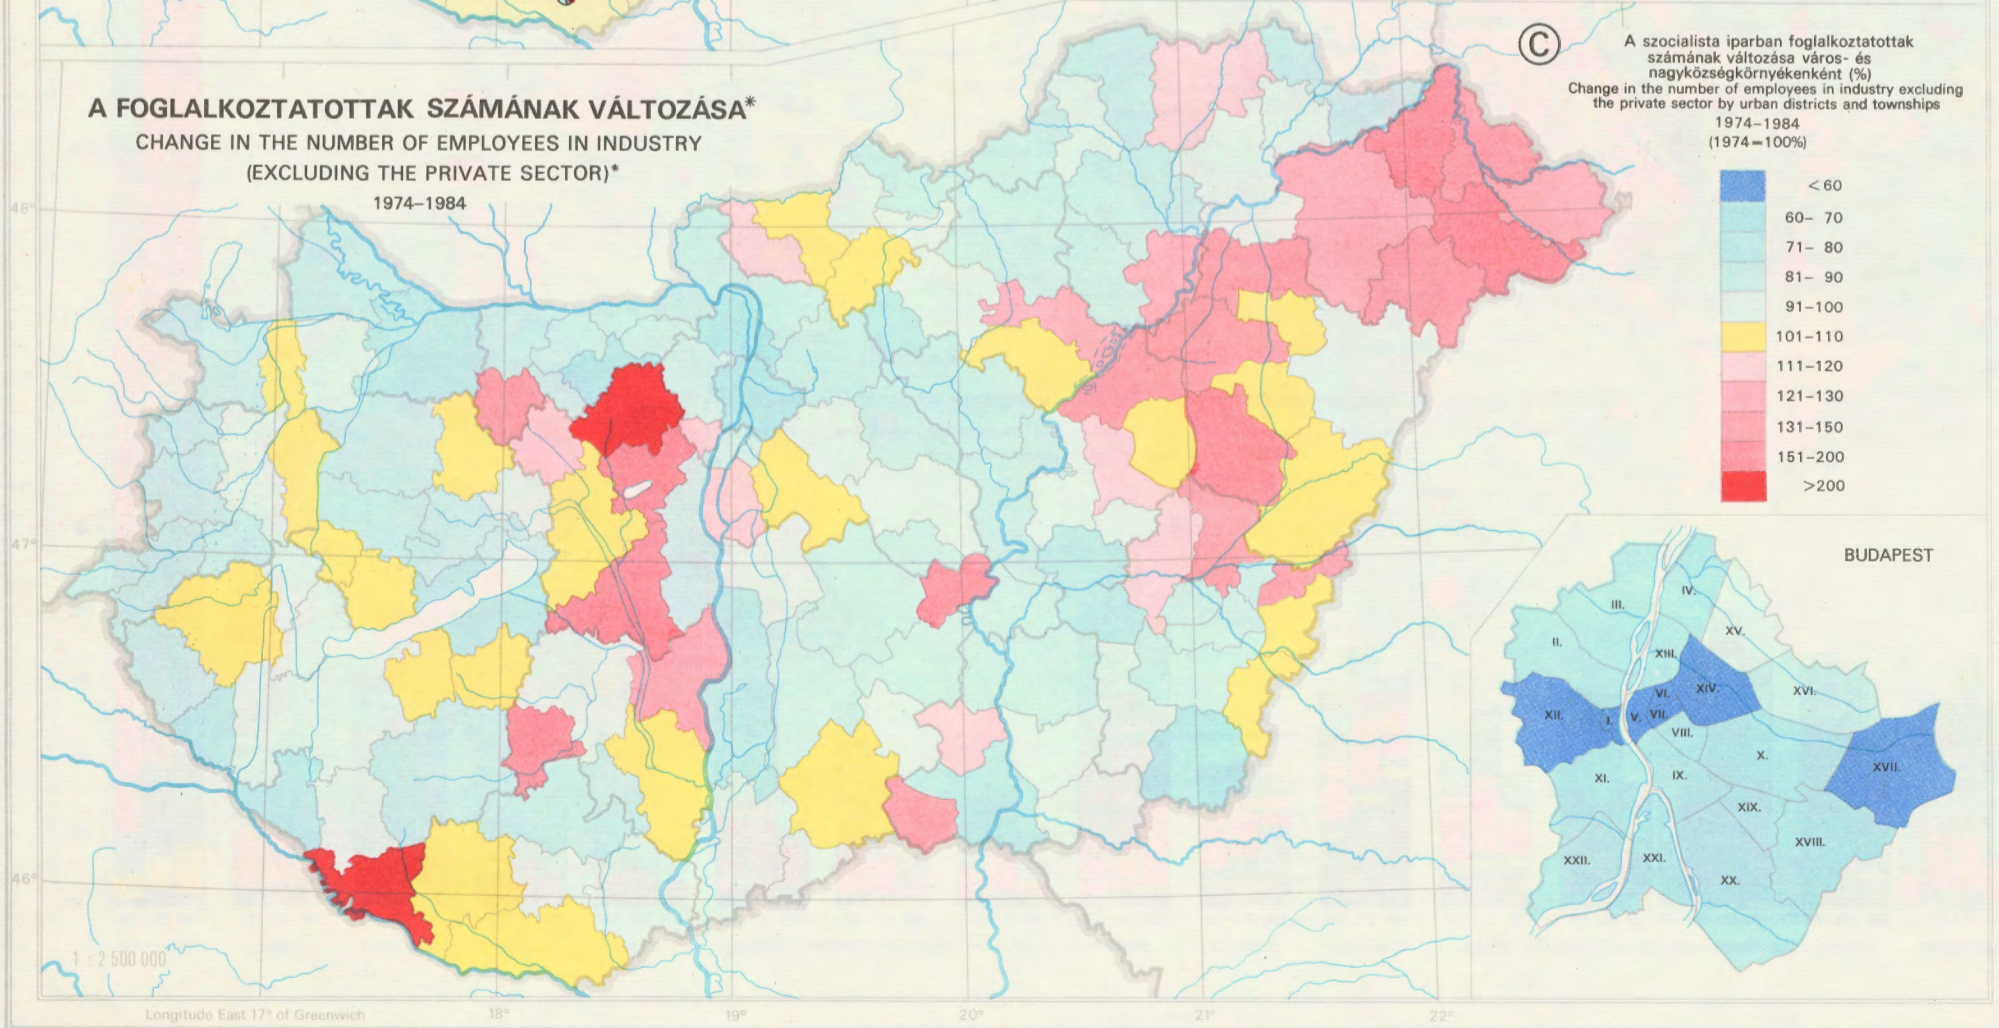 A FOGLALKOZTATOTTAK SZÁMÁNAK VÁLTOZÁSA*
CHANGE IN THE NUMBER OF EMPLOYEES IN INDUSTRY
(EXCLUDING THE PRIVATE SECTOR)*
1974–1984
C
A szocialista iparban foglalkoztatottak
számának változása város- és
nagyközségkörnyékenként (%)
Change in the number of employees in industry excluding
the private sector by urban districts and townships
1974–1984
(1974=100%)
<60
60– 70
71– 80
81– 90
91–100
101–110
111–120
121–130
131–150
151–200
>200
48°
47°
46°
BUDAPEST
III.
IV.
II.
XV.
XIII.
XIV.
XVI.
VI.
XII.
I.
V.
VII.
VIII.
X.
XVII.
XI.
IX.
XIX.
XVIII.
XXII.
XXI.
XX.
1 : 2 500 000
Longitude East 17° of Greenwich
18°
19°
20°
21°
22°